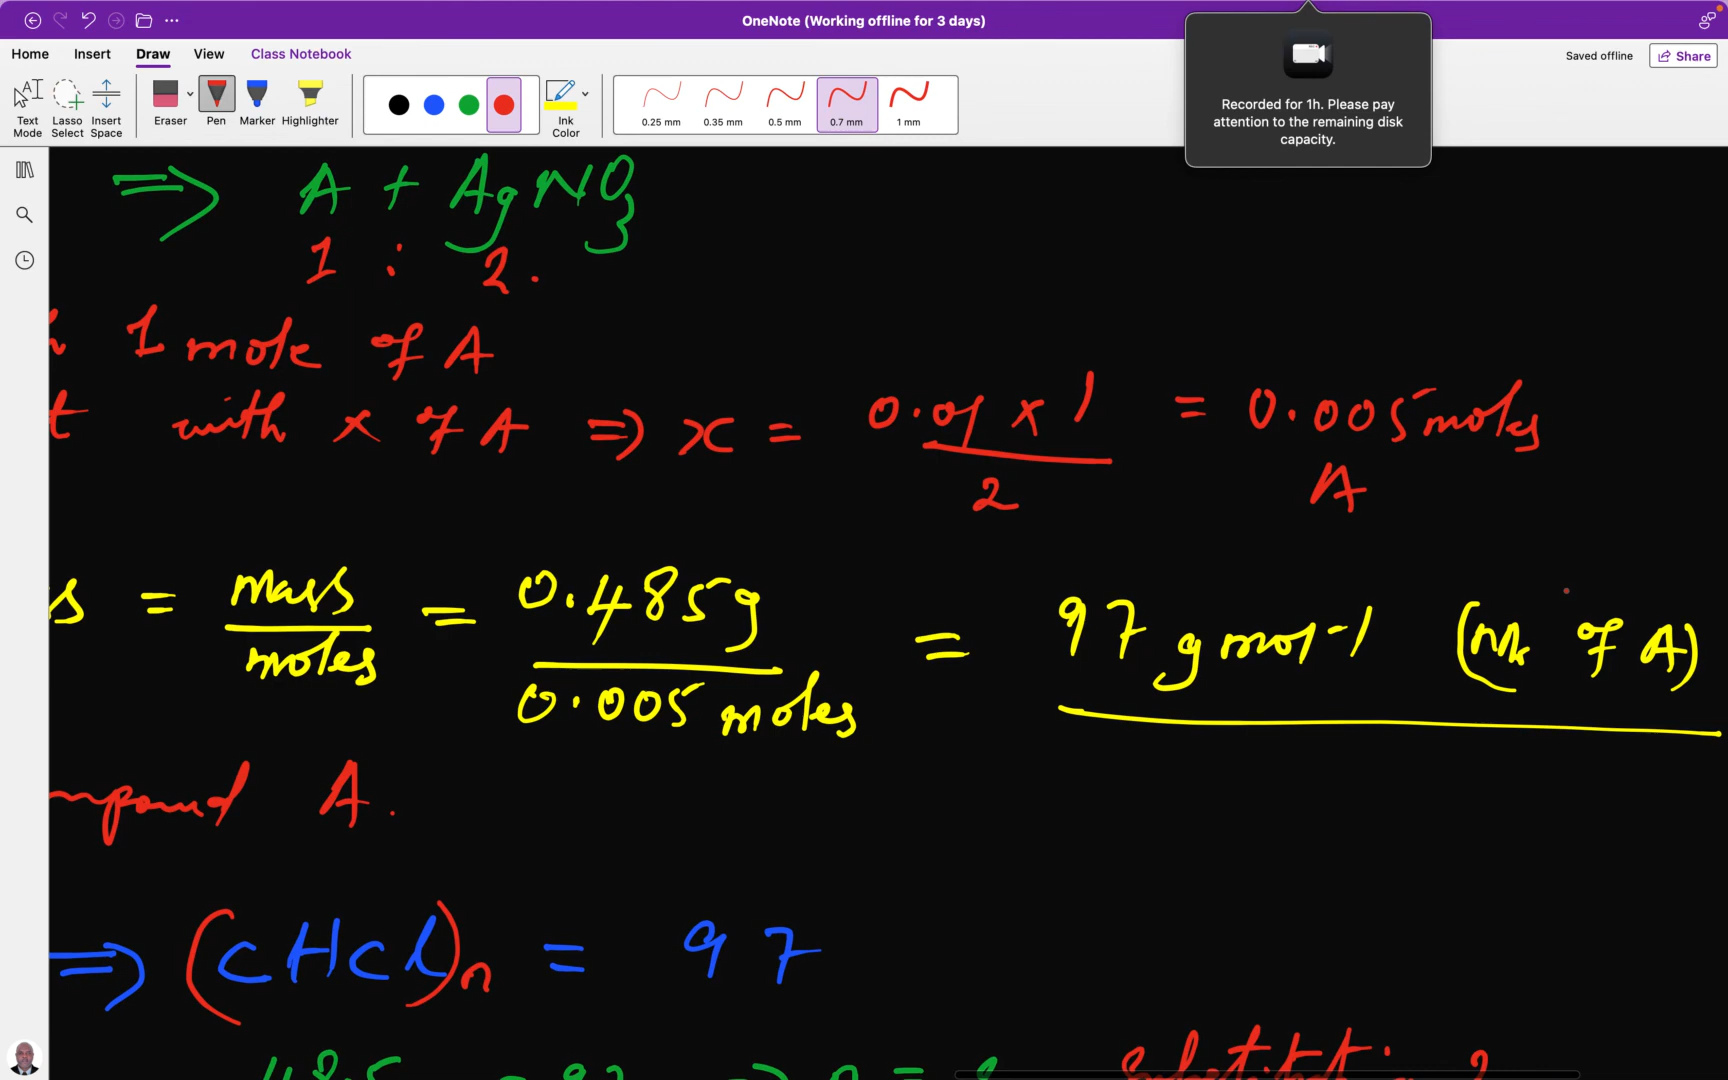 OneNote (Working offline for 3 days)
Home Insert Draw View Class Notebook
Saved offline Share
Text Mode
Lasso Select
Insert Space
Eraser
Pen
Marker
Highlighter
Ink Color
0.25 mm 0.35 mm 0.5 mm 0.7 mm 1 mm
Recorded for 1h. Please pay
attention to the remaining disk
capacity.
⇒ A + AgNO3
1 : 2.
1 mole of A
with x of A ⇒ x = 0.01 x 1 / 2 = 0.005 moles
A
= mass / moles = 0.485g / 0.005 moles = 97 g mol-1 (Mr of A)
A.
⇒ (CHCl)n = 97
48.5